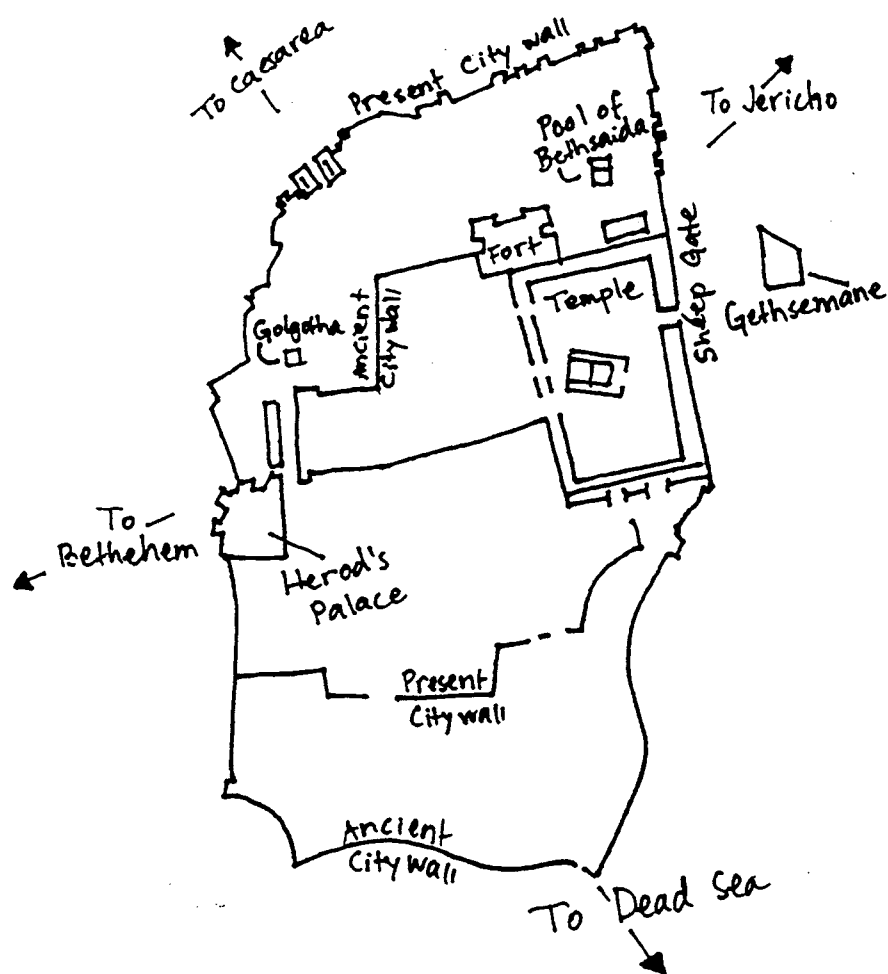 To Caesarea
Present City wall
To Jericho
Pool of
Bethsaida
Fort
Temple
Sheep Gate
Gethsemane
Golgotha
Ancient
City wall
To
Bethehem
Herod's
Palace
Present
City wall
Ancient
City Wall
To Dead Sea